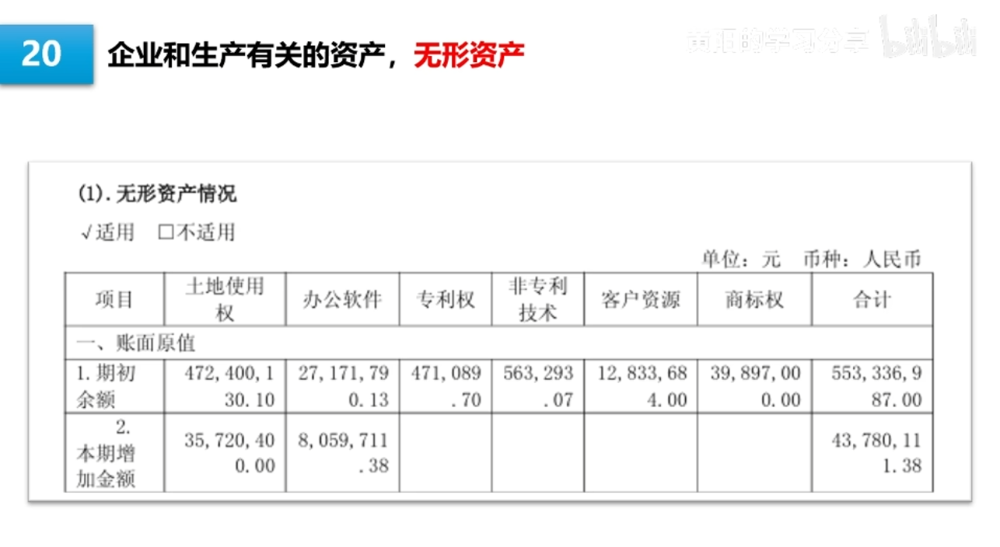 20
企业和生产有关的资产，无形资产
黄阳的学习分享 bilibili
(1). 无形资产情况
√适用 □不适用
单位：元 币种：人民币
项目 土地使用权 办公软件 专利权 非专利技术 客户资源 商标权 合计
一、账面原值
1. 期初余额 472,400,130.10 27,171,790.13 471,089.70 563,293.07 12,833,684.00 39,897,000.00 553,336,987.00
2. 本期增加金额 35,720,400.00 8,059,711.38 43,780,111.38